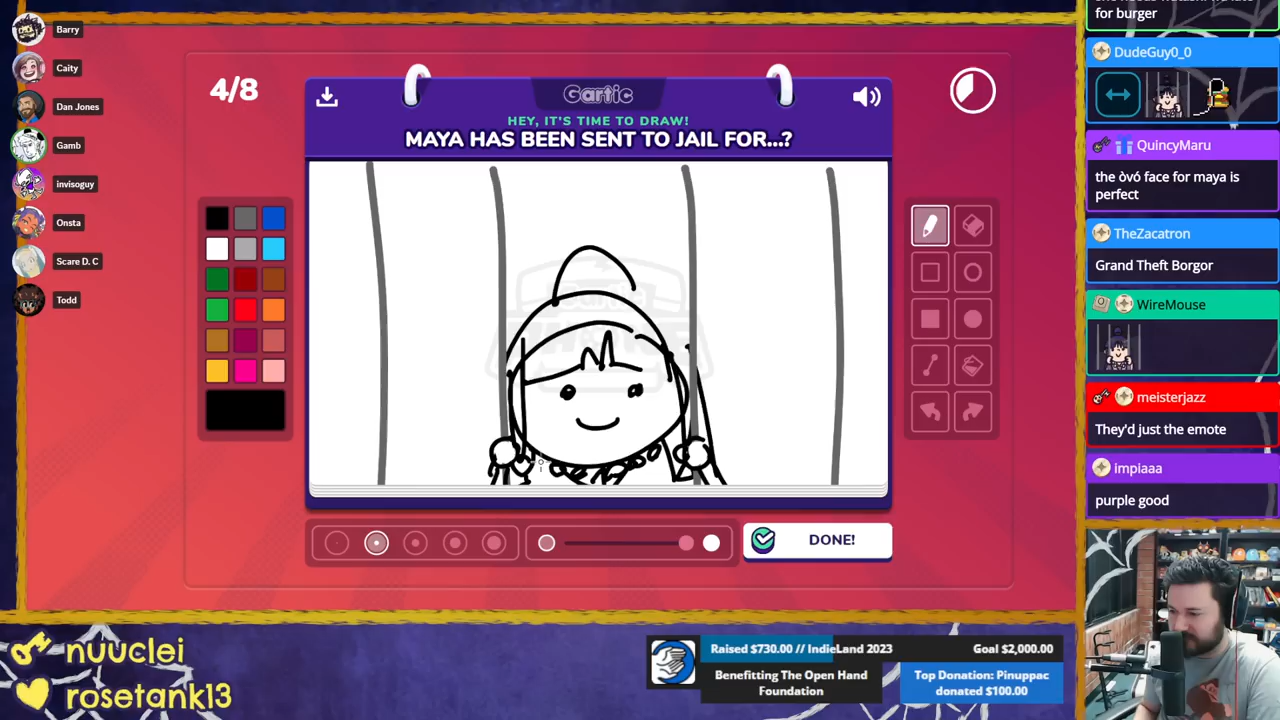 Barry
Caity
Dan Jones
Gamb
invisoguy
Onsta
Scare D. C
Todd
4/8
Gartic
HEY, IT'S TIME TO DRAW!
MAYA HAS BEEN SENT TO JAIL FOR...?
DONE!
for burger
DudeGuy0_0
QuincyMaru
the òvó face for maya is
perfect
TheZacatron
Grand Theft Borgor
WireMouse
meisterjazz
They'd just the emote
impiaaa
purple good
nuuclei
rosetank13
Raised $730.00 // IndieLand 2023
Goal $2,000.00
Benefitting The Open Hand
Foundation
Top Donation: Pinuppac
donated $100.00